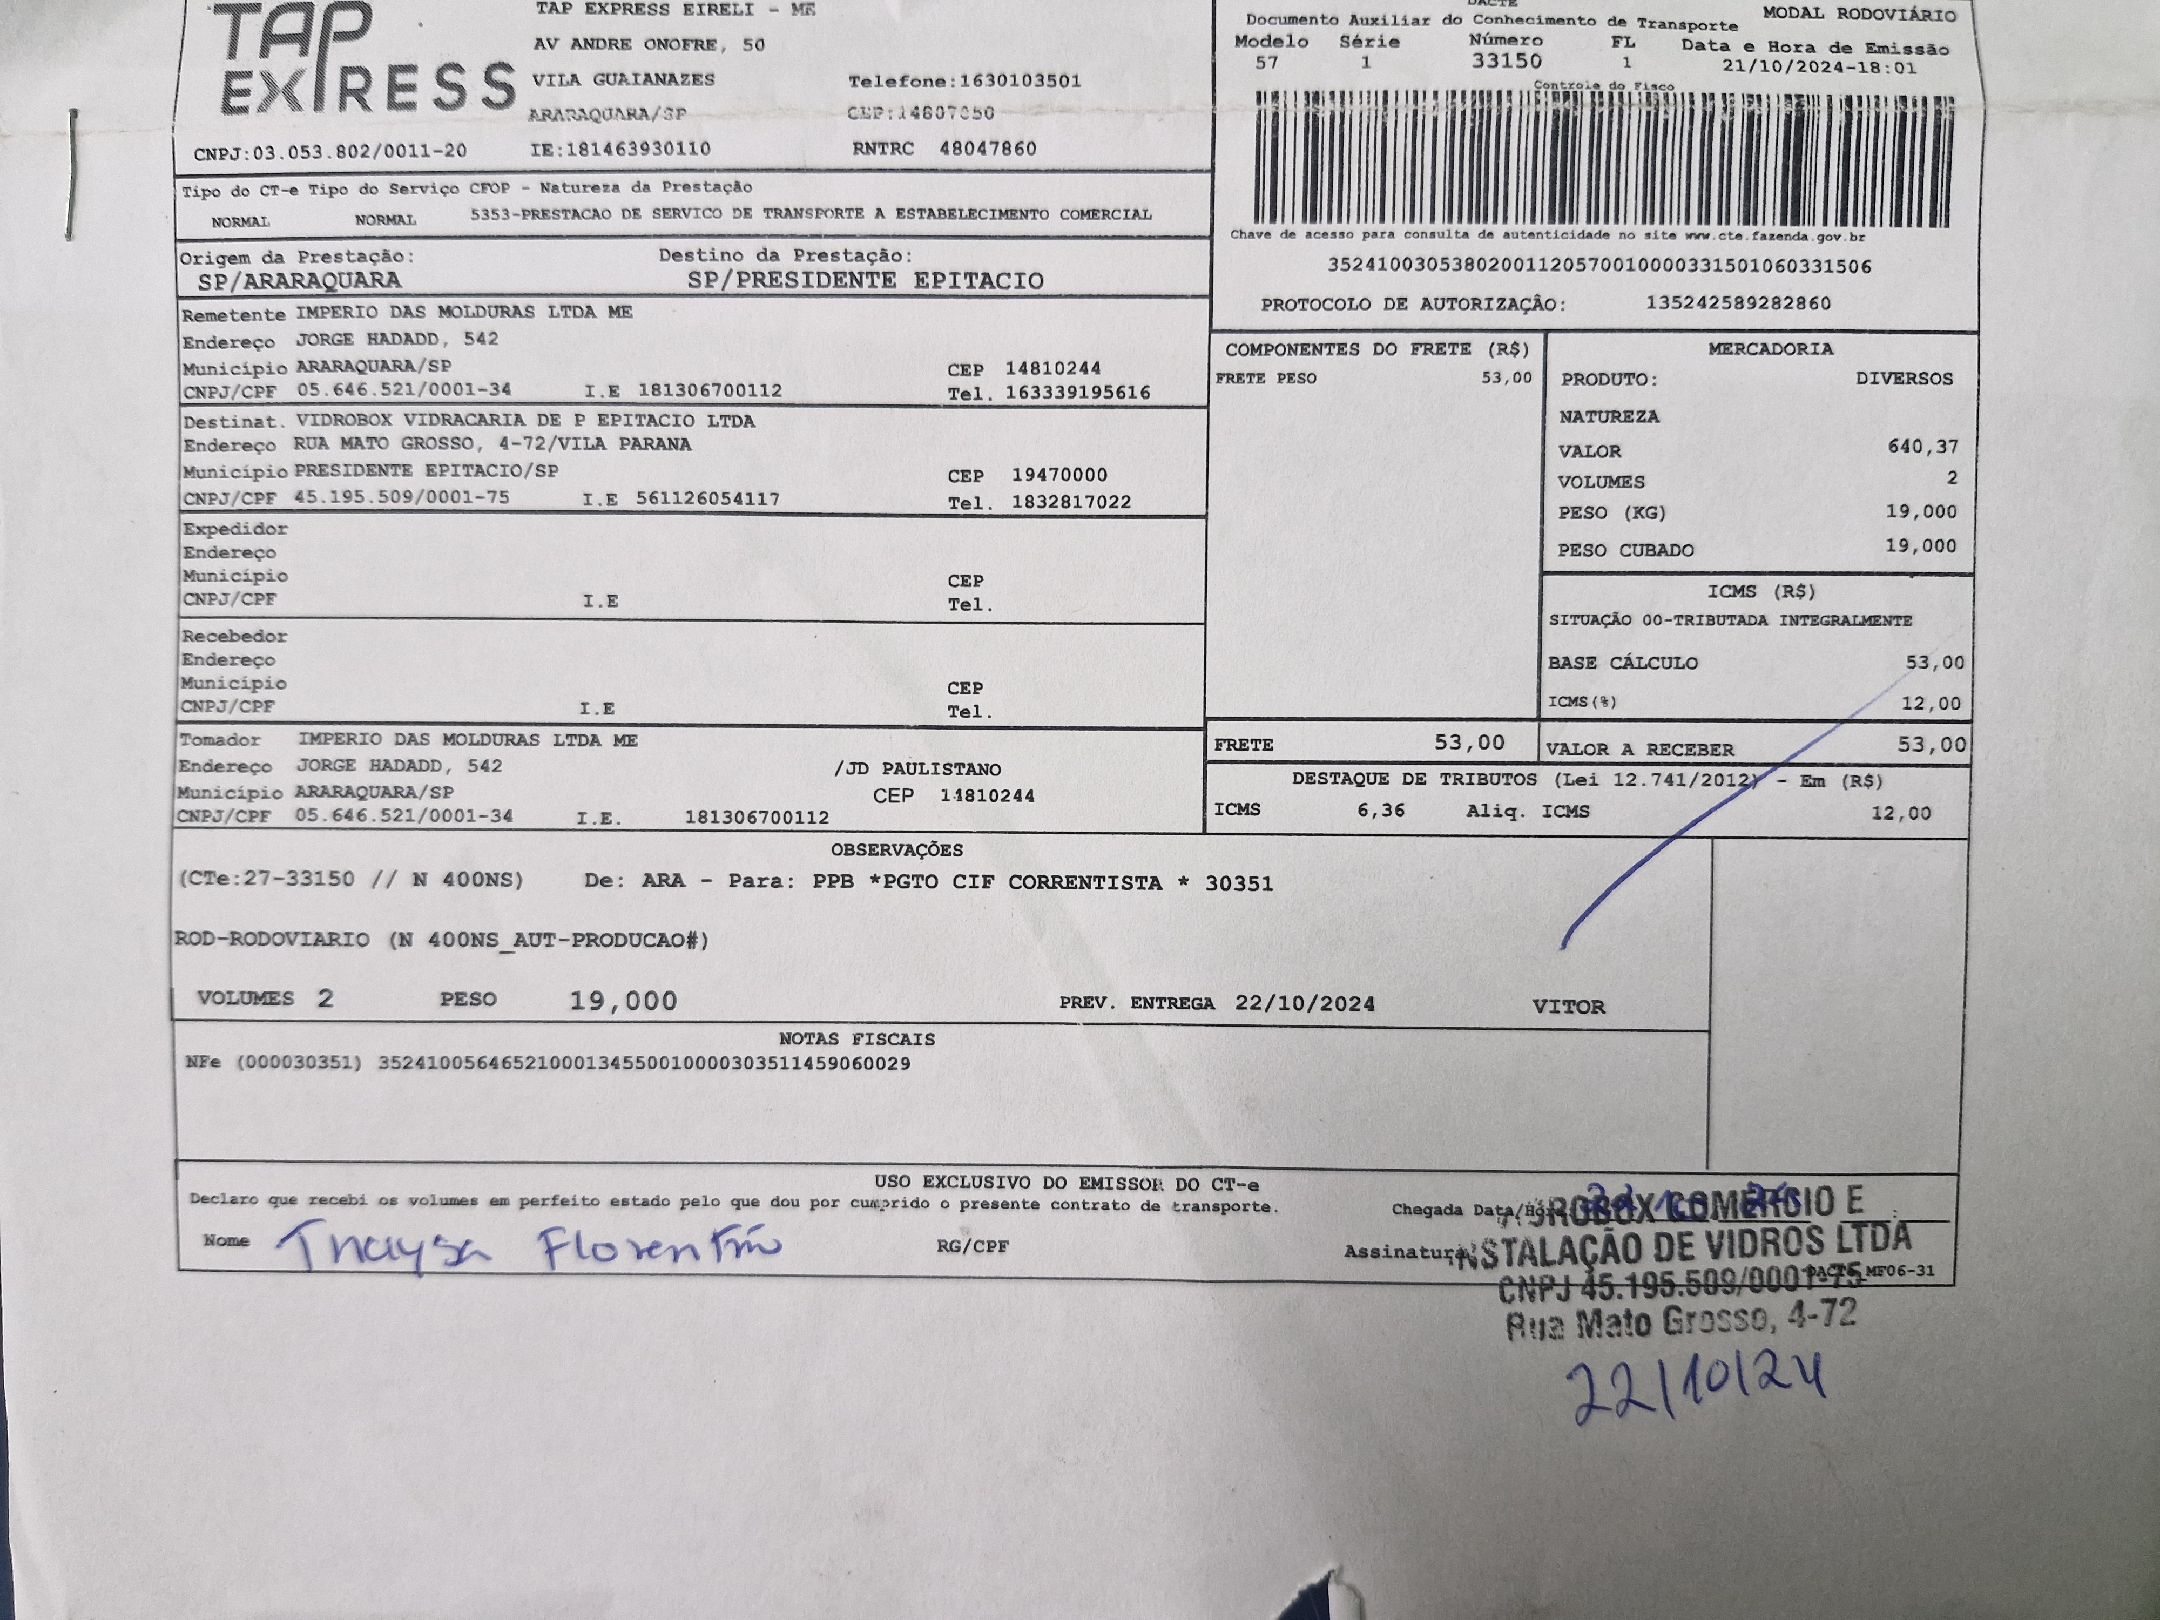 TAP EXPRESS
TAP EXPRESS EIRELI - ME
AV ANDRE ONOFRE, 50
VILA GUAIANAZES Telefone:1630103501
ARARAQUARA/SP CEP:14807050
CNPJ:03.053.802/0011-20 IE:181463930110 RNTRC 48047860
DACTE
Documento Auxiliar do Conhecimento de Transporte MODAL RODOVIÁRIO
Modelo Série Número FL Data e Hora de Emissão
57 1 33150 1 21/10/2024-18:01
Controle do Fisco
Chave de acesso para consulta de autenticidade no site www.cte.fazenda.gov.br
35241003053802001120570010000331501060331506
PROTOCOLO DE AUTORIZAÇÃO: 135242589282860
Tipo do CT-e Tipo do Serviço CFOP - Natureza da Prestação
NORMAL NORMAL 5353-PRESTACAO DE SERVICO DE TRANSPORTE A ESTABELECIMENTO COMERCIAL
Origem da Prestação: Destino da Prestação:
SP/ARARAQUARA SP/PRESIDENTE EPITACIO
Remetente IMPERIO DAS MOLDURAS LTDA ME
Endereço JORGE HADADD, 542
Município ARARAQUARA/SP CEP 14810244
CNPJ/CPF 05.646.521/0001-34 I.E 181306700112 Tel. 163339195616
Destinat. VIDROBOX VIDRACARIA DE P EPITACIO LTDA
Endereço RUA MATO GROSSO, 4-72/VILA PARANA
Município PRESIDENTE EPITACIO/SP CEP 19470000
CNPJ/CPF 45.195.509/0001-75 I.E 561126054117 Tel. 1832817022
Expedidor
Endereço
Município CEP
CNPJ/CPF I.E Tel.
Recebedor
Endereço
Município CEP
CNPJ/CPF I.E Tel.
Tomador IMPERIO DAS MOLDURAS LTDA ME
Endereço JORGE HADADD, 542 /JD PAULISTANO
Município ARARAQUARA/SP CEP 14810244
CNPJ/CPF 05.646.521/0001-34 I.E. 181306700112
COMPONENTES DO FRETE (R$)
FRETE PESO 53,00
MERCADORIA
PRODUTO: DIVERSOS
NATUREZA
VALOR 640,37
VOLUMES 2
PESO (KG) 19,000
PESO CUBADO 19,000
ICMS (R$)
SITUAÇÃO 00-TRIBUTADA INTEGRALMENTE
BASE CÁLCULO 53,00
ICMS(%) 12,00
FRETE 53,00 VALOR A RECEBER 53,00
DESTAQUE DE TRIBUTOS (Lei 12.741/2012) - Em (R$)
ICMS 6,36 Aliq. ICMS 12,00
OBSERVAÇÕES
(CTe:27-33150 // N 400NS) De: ARA - Para: PPB *PGTO CIF CORRENTISTA * 30351
ROD-RODOVIARIO (N 400NS_AUT-PRODUCAO#)
VOLUMES 2 PESO 19,000 PREV. ENTREGA 22/10/2024 VITOR
NOTAS FISCAIS
NFe (000030351) 35241005646521000134550010000303511459060029
USO EXCLUSIVO DO EMISSOR DO CT-e
Declaro que recebi os volumes em perfeito estado pelo que dou por cumprido o presente contrato de transporte. Chegada Data/Ho
Nome Thaysa Florentino RG/CPF Assinatura
COMERCIO E
INSTALAÇÃO DE VIDROS LTDA
DACTE MF06-31
CNPJ 45.195.509/0001-75
Rua Mato Grosso, 4-72
22/10/24